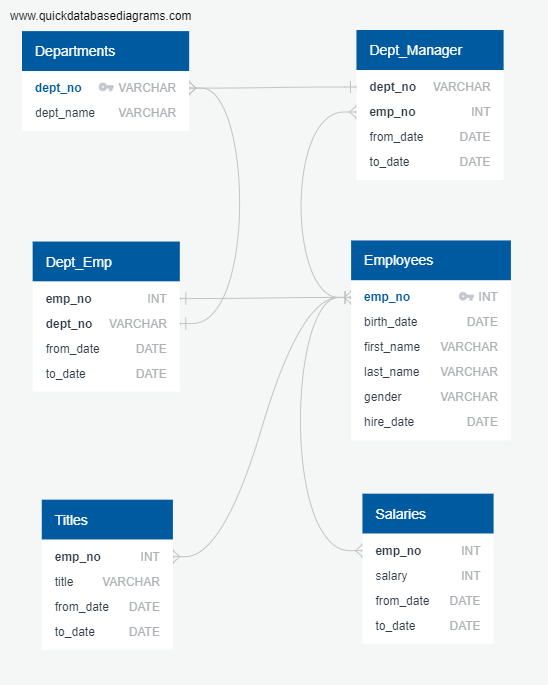 www.quickdatabasediagrams.com
Departments
dept_no VARCHAR
dept_name VARCHAR
Dept_Manager
dept_no VARCHAR
emp_no INT
from_date DATE
to_date DATE
Dept_Emp
emp_no INT
dept_no VARCHAR
from_date DATE
to_date DATE
Employees
emp_no INT
birth_date DATE
first_name VARCHAR
last_name VARCHAR
gender VARCHAR
hire_date DATE
Titles
emp_no INT
title VARCHAR
from_date DATE
to_date DATE
Salaries
emp_no INT
salary INT
from_date DATE
to_date DATE